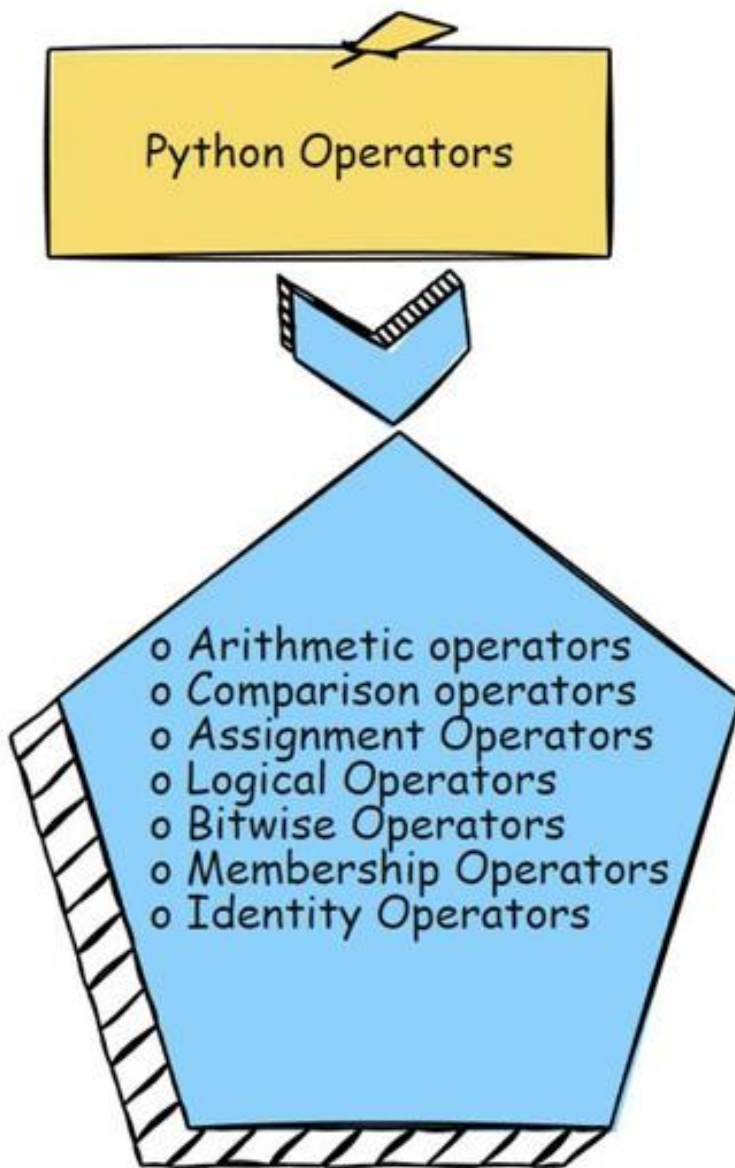 Python Operators
o Arithmetic operators
o Comparison operators
o Assignment Operators
o Logical Operators
o Bitwise Operators
o Membership Operators
o Identity Operators